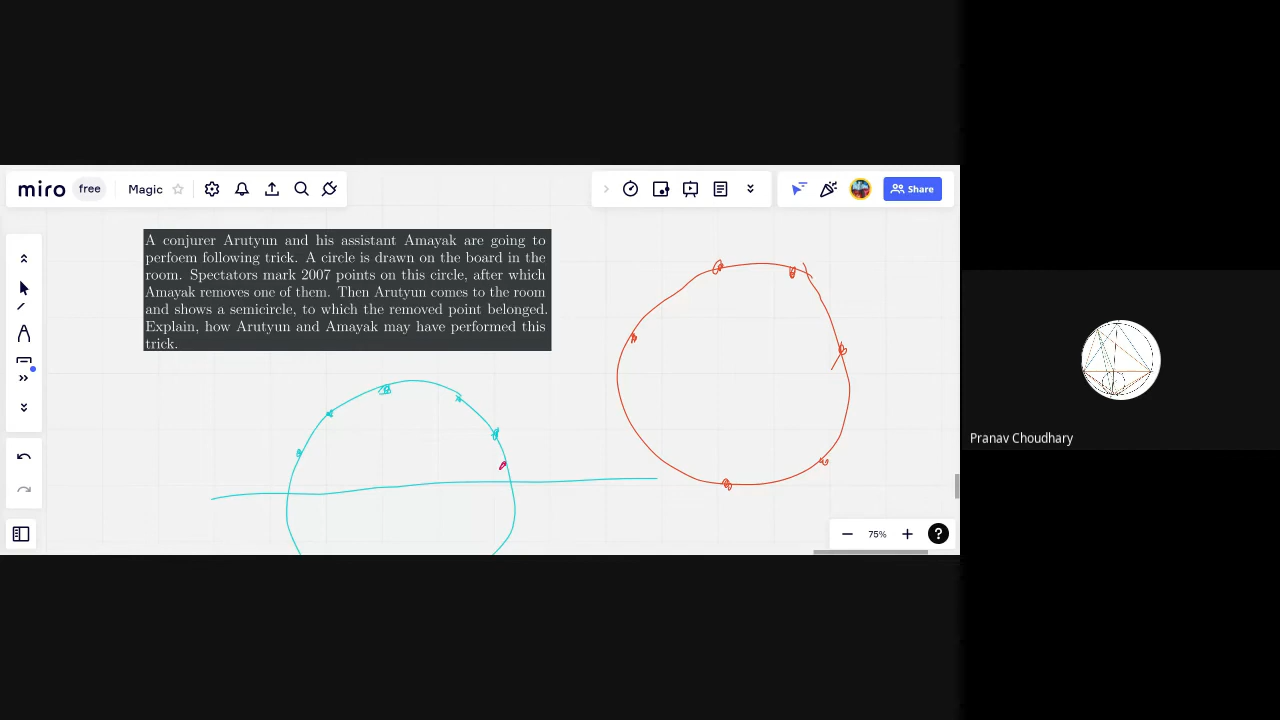 miro free Magic Share
A conjurer Arutyun and his assistant Amayak are going to
perfoem following trick. A circle is drawn on the board in the
room. Spectators mark 2007 points on this circle, after which
Amayak removes one of them. Then Arutyun comes to the room
and shows a semicircle, to which the removed point belonged.
Explain, how Arutyun and Amayak may have performed this
trick.
Pranav Choudhary
75%